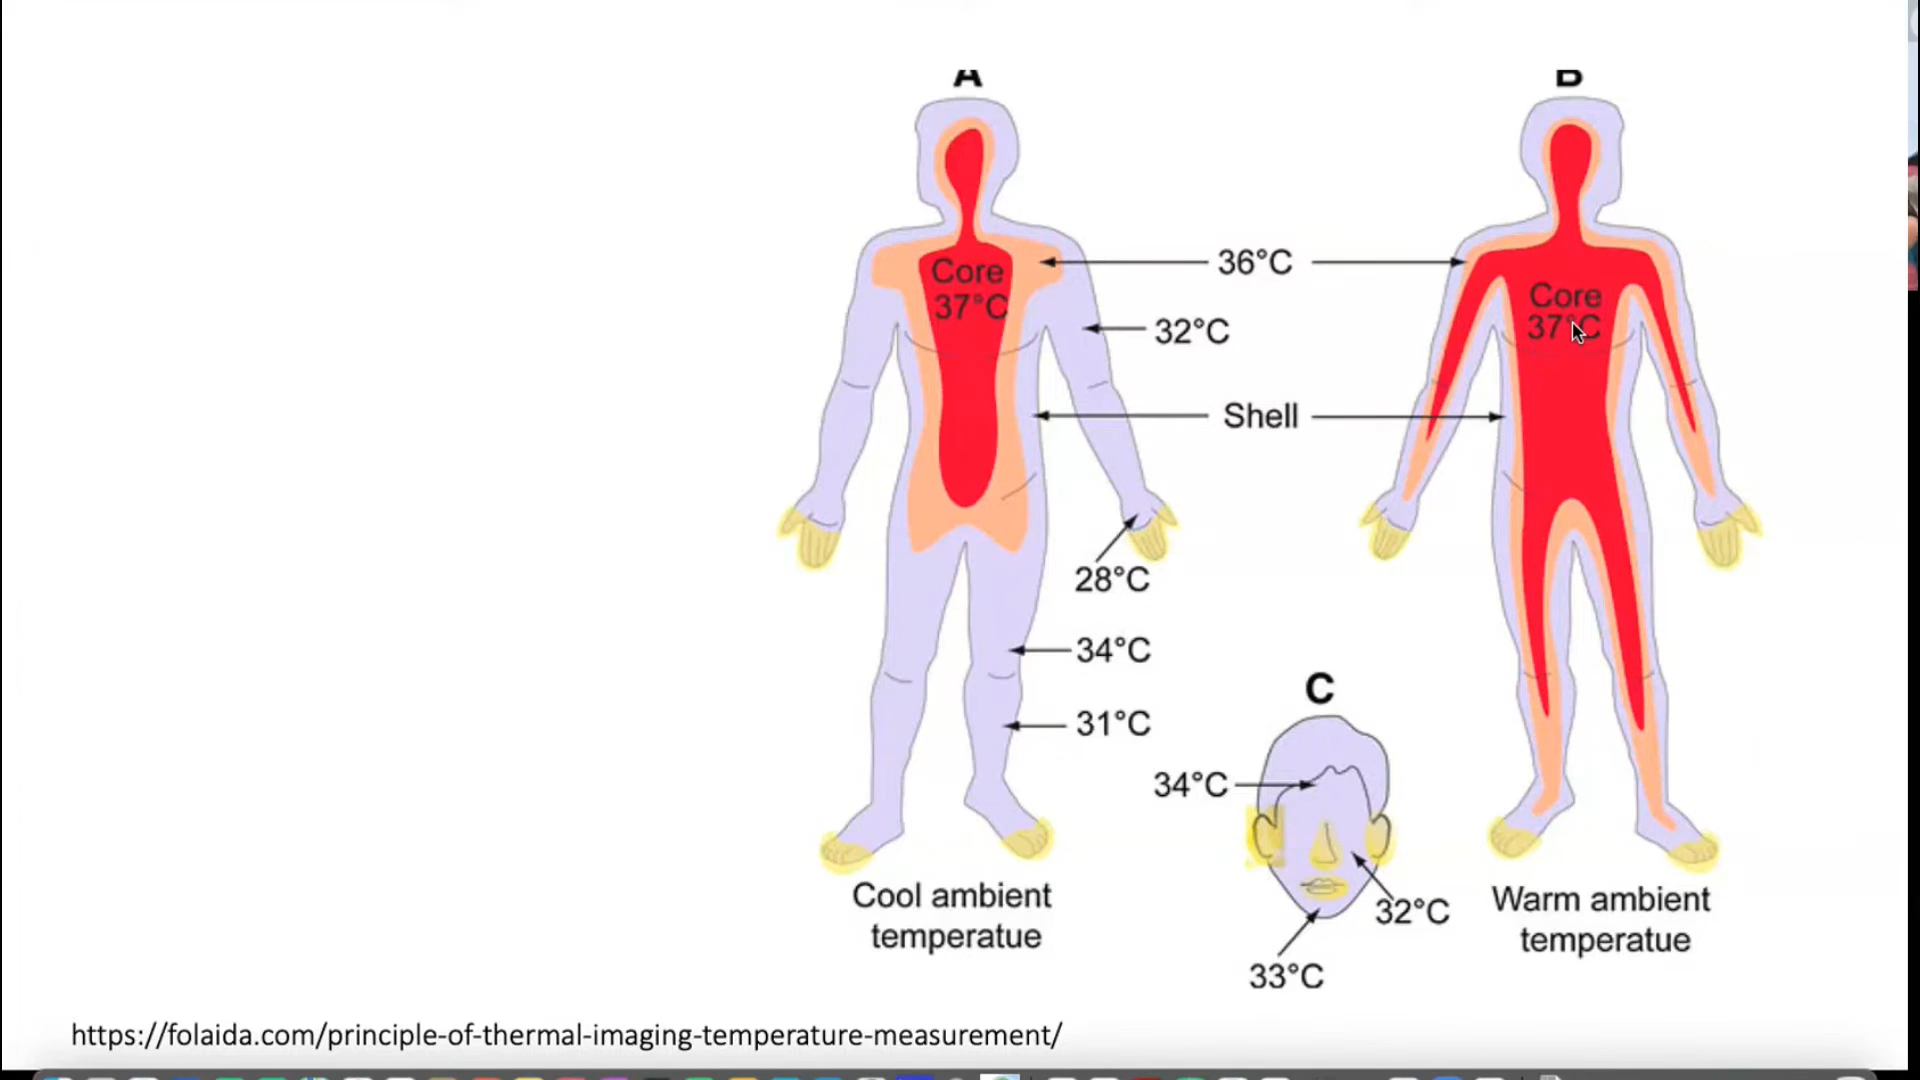 A
B
Core
37°C
36°C
Core
37°C
32°C
Shell
28°C
34°C
31°C
C
34°C
32°C
33°C
Cool ambient
temperatue
Warm ambient
temperatue
https://folaida.com/principle-of-thermal-imaging-temperature-measurement/